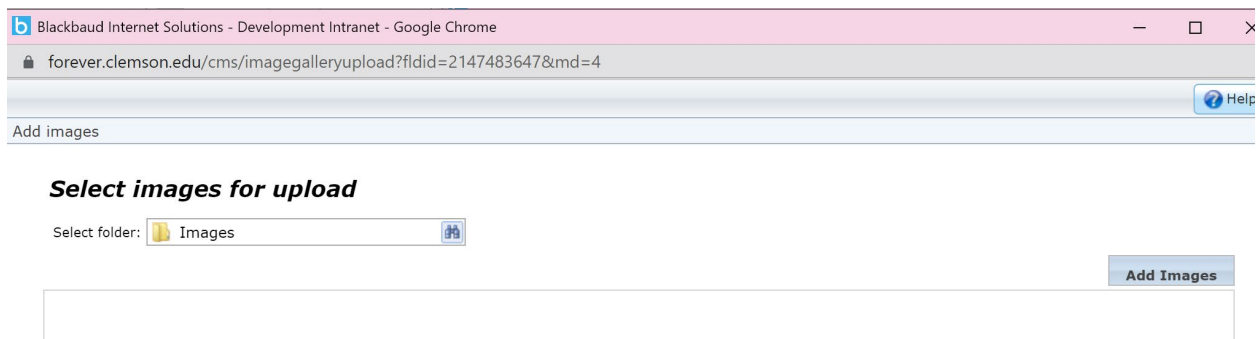 Blackbaud Internet Solutions - Development Intranet - Google Chrome
forever.clemson.edu/cms/imagegalleryupload?fldid=2147483647&md=4
Help
Add images
Select images for upload
Select folder: Images
Add Images